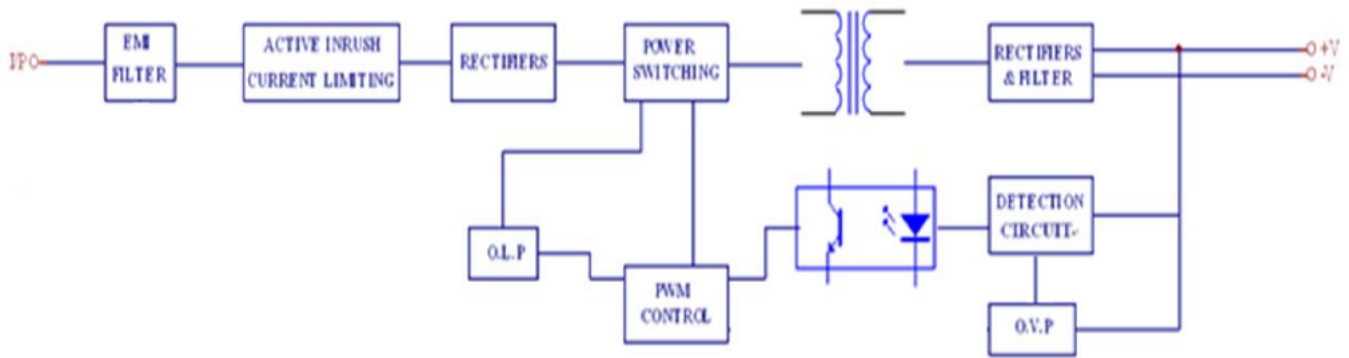 I/P
EMI
FILTER
ACTIVE INRUSH
CURRENT LIMITING
RECTIFIERS
POWER
SWITCHING
RECTIFIERS
& FILTER
+V
-V
O.L.P
PWM
CONTROL
DETECTION
CIRCUIT
O.V.P